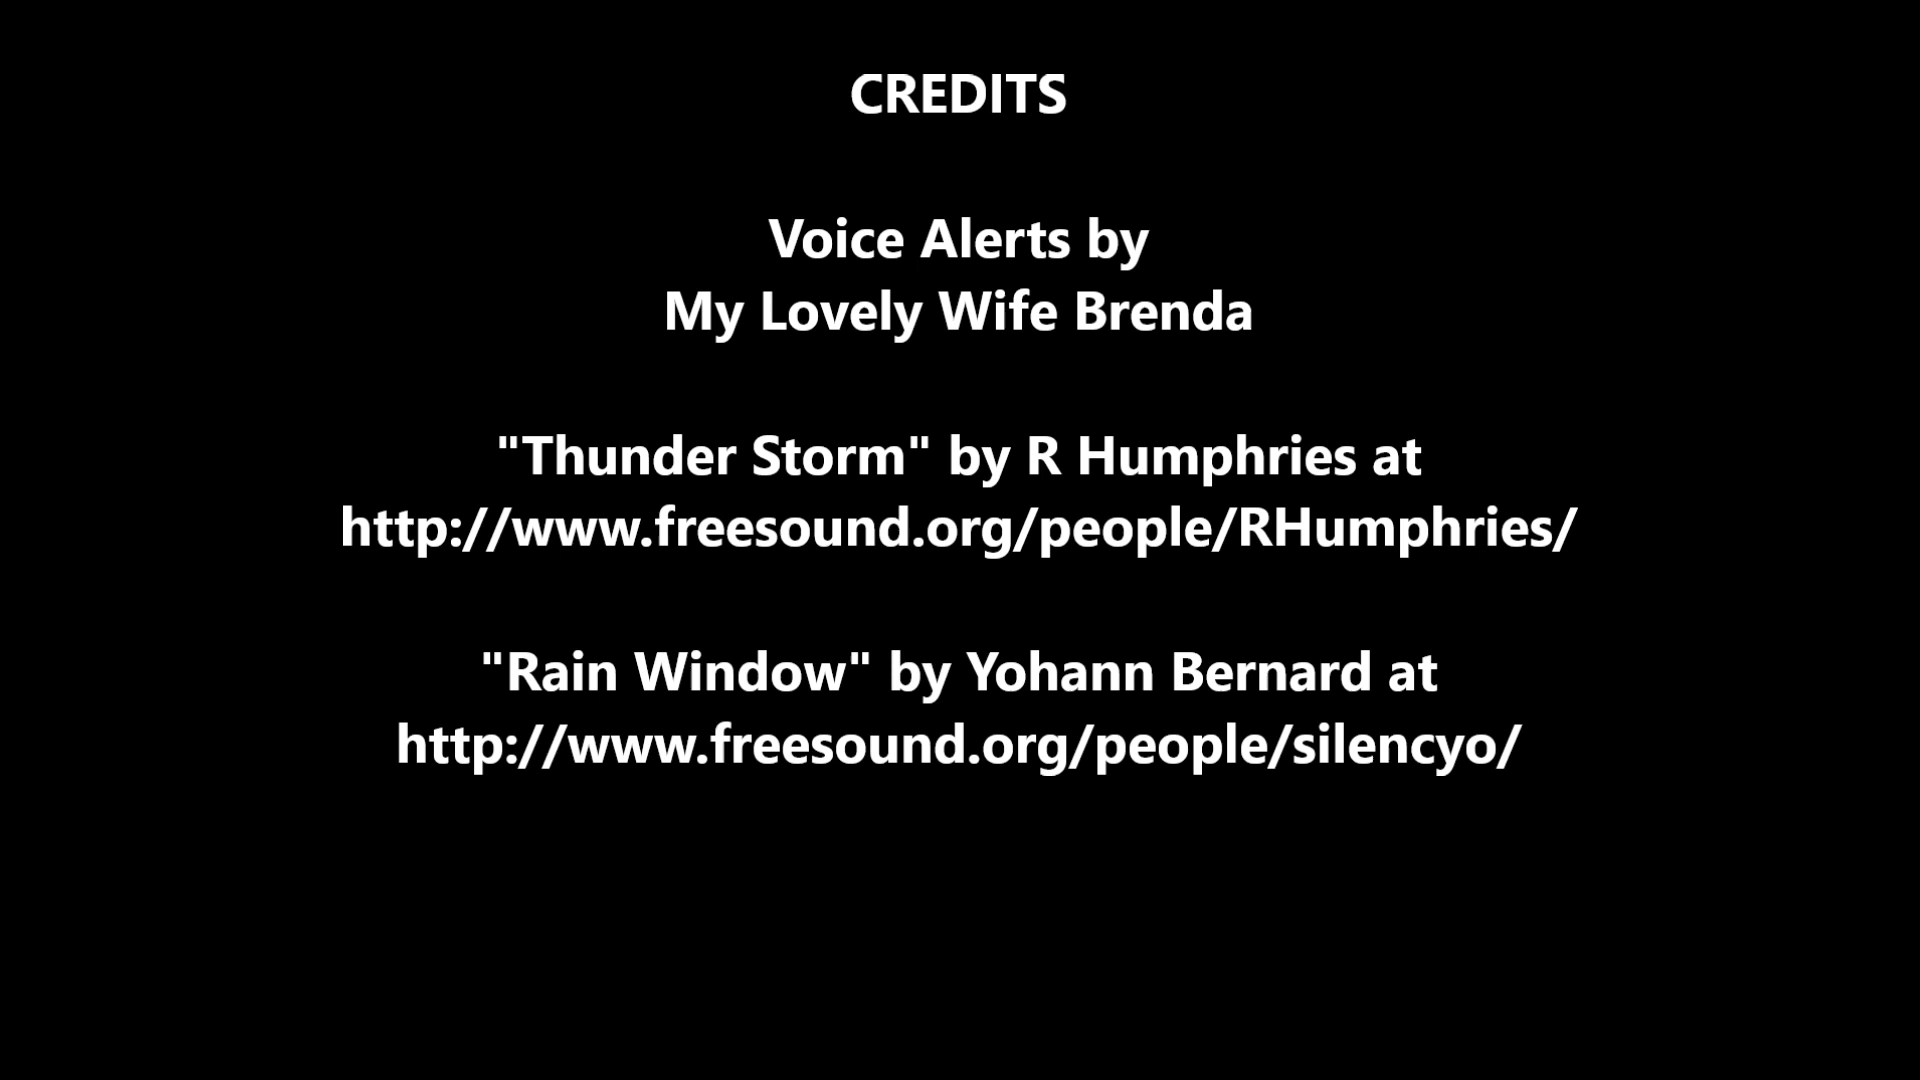 CREDITS
Voice Alerts by
My Lovely Wife Brenda
"Thunder Storm" by R Humphries at
http://www.freesound.org/people/RHumphries/
"Rain Window" by Yohann Bernard at
http://www.freesound.org/people/silencyo/